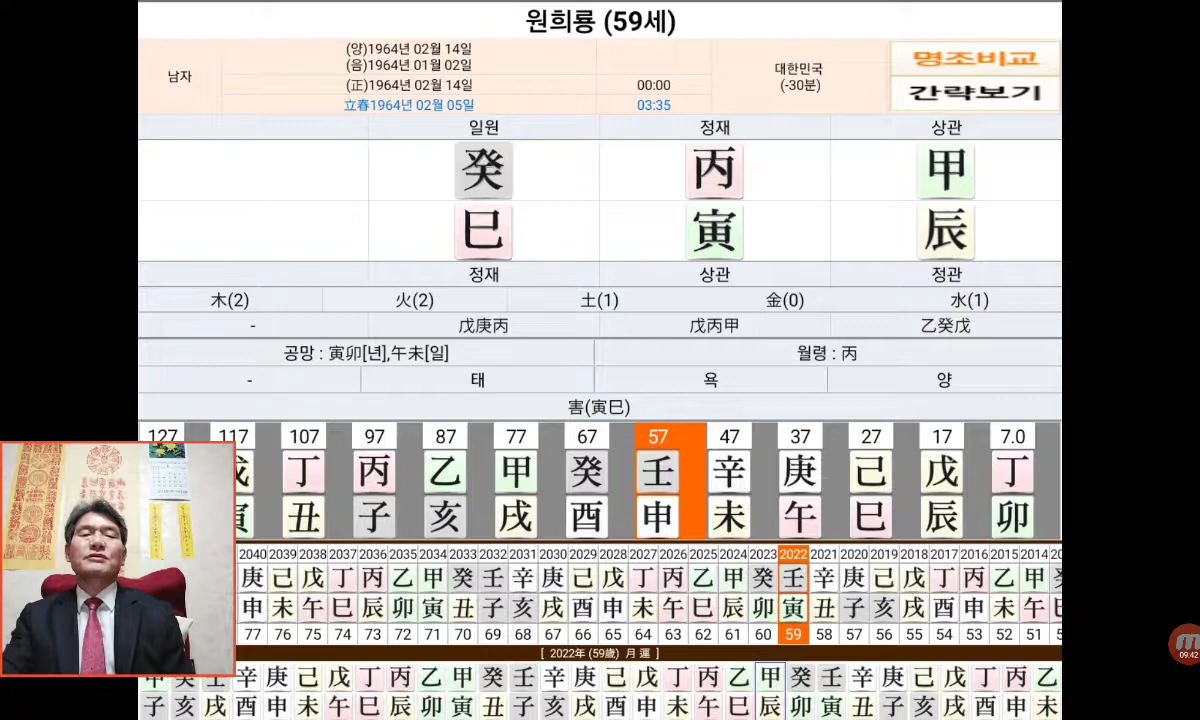 원희룡 (59세)
남자
(양)1964년 02월 14일
(음)1964년 01월 02일
(正)1964년 02월 14일 00:00
立春1964년 02월 05일 03:35
대한민국
(-30分)
명조비교
간략보기
일원 정재 상관
癸 丙 甲
巳 寅 辰
정재 상관 정관
木(2) 火(2) 土(1) 金(0) 水(1)
- 戊庚丙 戊丙甲 乙癸戊
공망 : 寅卯[년],午未[일] 월령 : 丙
- 태 욕 양
害(寅巳)
127 117 107 97 87 77 67 57 47 37 27 17 7.0
戊 丁 丙 乙 甲 癸 壬 辛 庚 己 戊 丁
寅 丑 子 亥 戌 酉 申 未 午 巳 辰 卯
2040 2039 2038 2037 2036 2035 2034 2033 2032 2031 2030 2029 2028 2027 2026 2025 2024 2023 2022 2021 2020 2019 2018 2017 2016 2015 2014
庚 己 戊 丁 丙 乙 甲 癸 壬 辛 庚 己 戊 丁 丙 乙 甲 癸 壬 辛 庚 己 戊 丁 丙 乙 甲
申 未 午 巳 辰 卯 寅 丑 子 亥 戌 酉 申 未 午 巳 辰 卯 寅 丑 子 亥 戌 酉 申 未 午
77 76 75 74 73 72 71 70 69 68 67 66 65 64 63 62 61 60 59 58 57 56 55 54 53 52 51
[ 2022年 (59歲) 月 運 ]
甲 癸 壬 辛 庚 己 戊 丁 丙 乙 甲 癸 壬 辛 庚 己 戊 丁 丙 乙 甲 癸 壬 辛 庚 己 戊 丁 丙 乙
子 亥 戌 酉 申 未 午 巳 辰 卯 寅 丑 子 亥 戌 酉 申 未 午 巳 辰 卯 寅 丑 子 亥 戌 酉 申 未
09:42